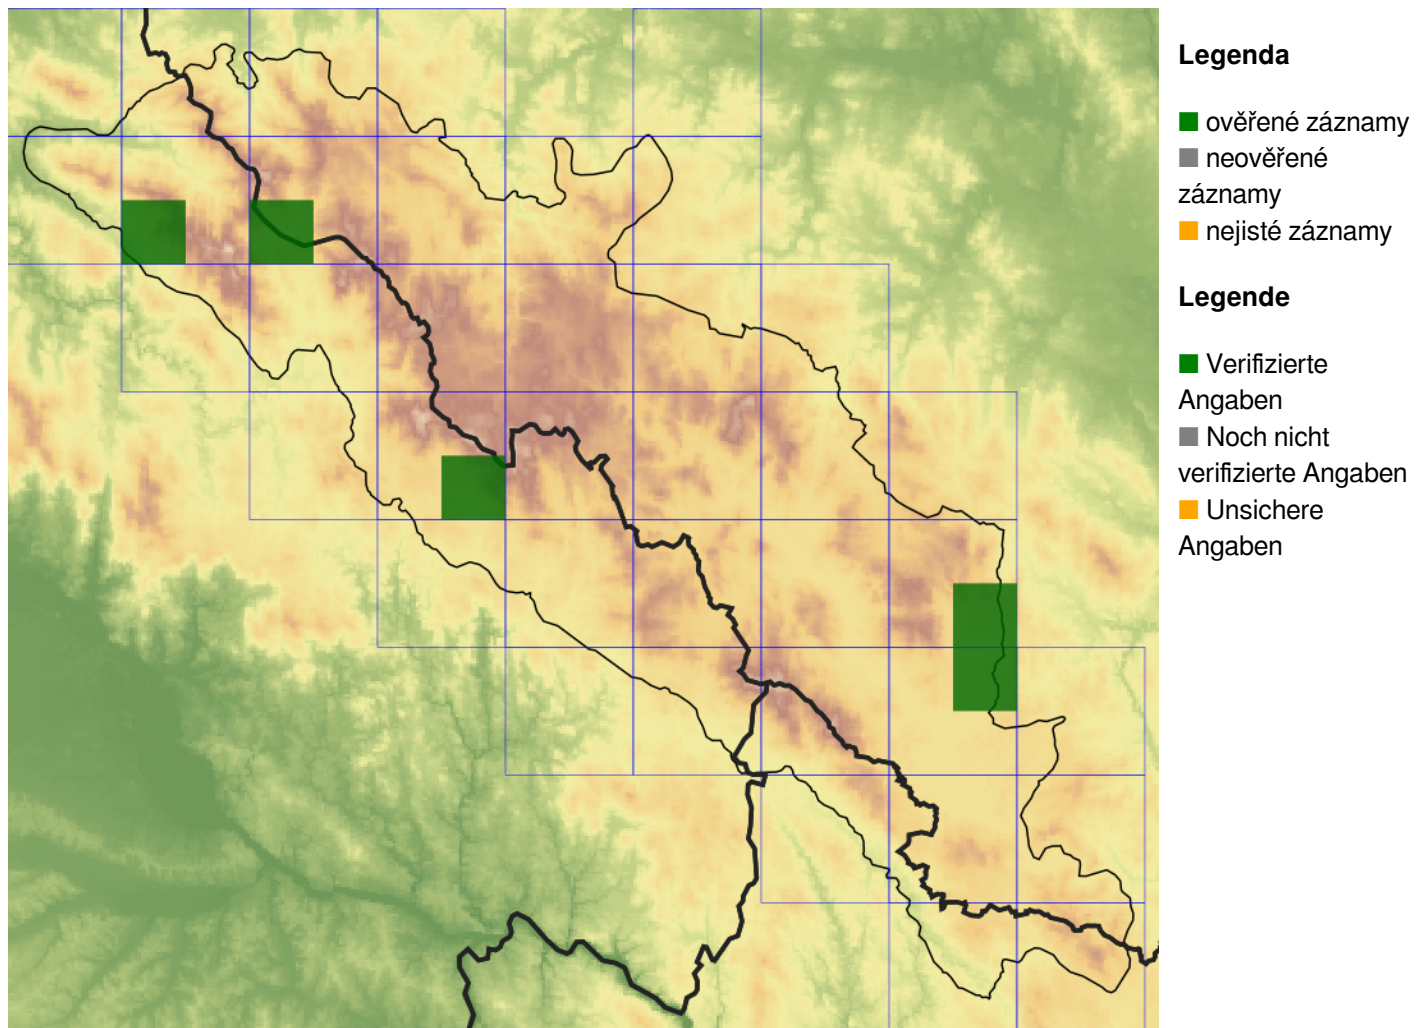 Legenda
ověřené záznamy
neověřené
záznamy
nejisté záznamy
Legende
Verifizierte
Angaben
Noch nicht
verifizierte Angaben
Unsichere
Angaben